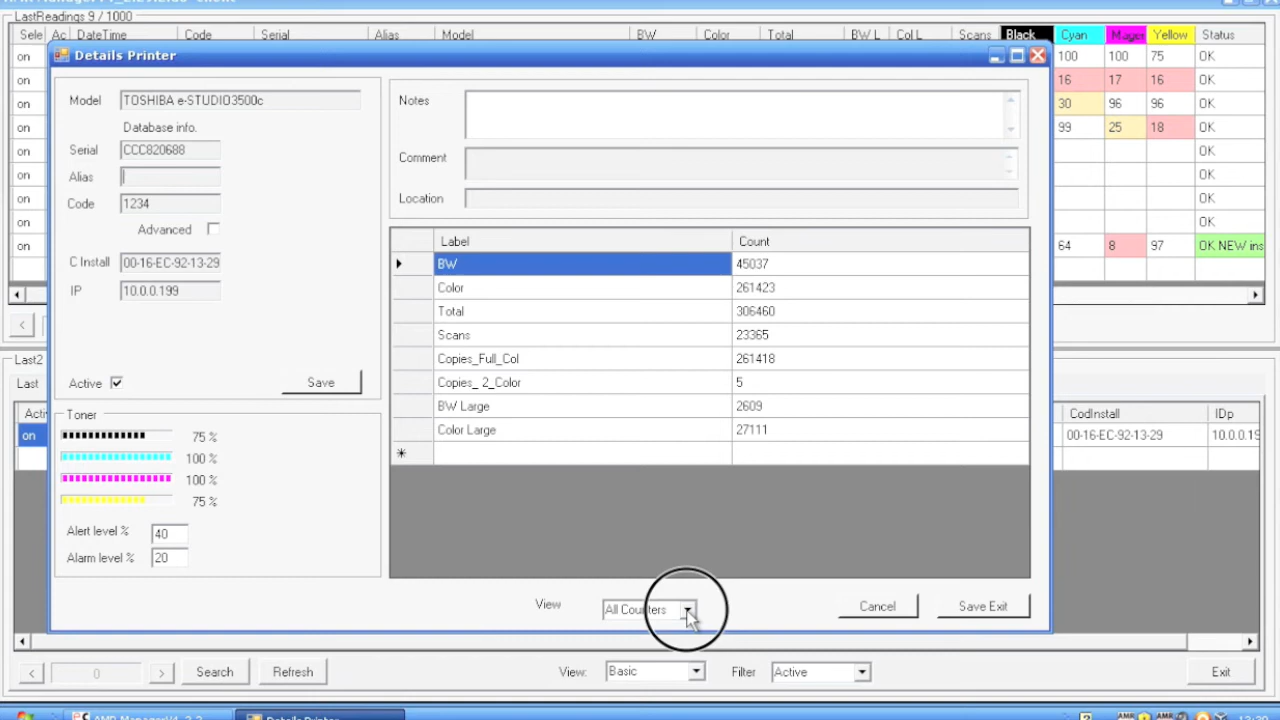 LastReadings 9 / 1000
Sele Ac DateTime Code Serial Alias Model BW Color Total BW L Col L Scans Black Cyan Mager Yellow Status
Details Printer
on 100 100 75 OK
on 16 17 16 OK
on 30 96 96 OK
on 99 25 18 OK
on OK
on OK
on OK
on OK
on 64 8 97 OK NEW ins
Model TOSHIBA e-STUDIO3500c
Database info.
Serial CCC820688
Alias
Code 1234
Advanced
C Install 00-16-EC-92-13-29
IP 10.0.0.199
Active Save
Notes
Comment
Location
Label Count
BW 45037
Color 261423
Total 306460
Scans 23365
Copies_Full_Col 261418
Copies_ 2_Color 5
BW Large 2609
Color Large 27111
*
Toner
75 %
100 %
100 %
75 %
Alert level % 40
Alarm level % 20
View All Counters
Cancel Save Exit
<
Last2
Last
Activ CodInstall IDp
on 00-16-EC-92-13-29 10.0.0.19
< 0 > Search Refresh View: Basic Filter Active Exit
Details Printer